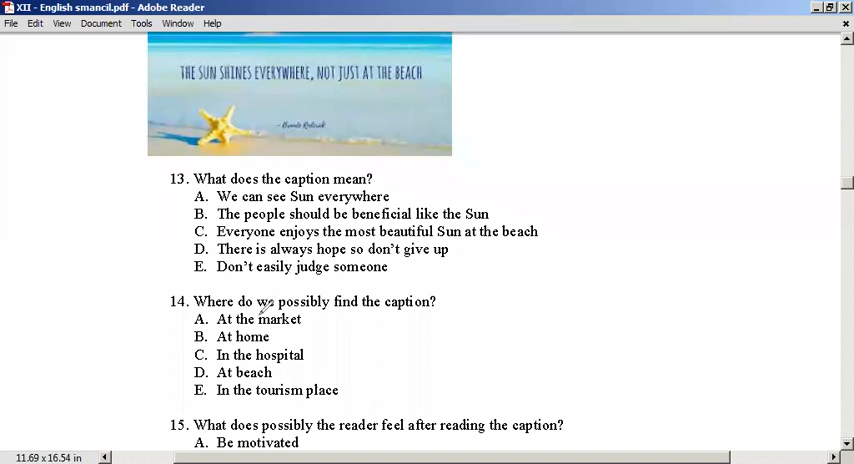 XII - English smancil.pdf - Adobe Reader
File Edit View Document Tools Window Help
THE SUN SHINES EVERYWHERE, NOT JUST AT THE BEACH
13. What does the caption mean?
A. We can see Sun everywhere
B. The people should be beneficial like the Sun
C. Everyone enjoys the most beautiful Sun at the beach
D. There is always hope so don't give up
E. Don't easily judge someone
14. Where do we possibly find the caption?
A. At the market
B. At home
C. In the hospital
D. At beach
E. In the tourism place
15. What does possibly the reader feel after reading the caption?
A. Be motivated
11.69 x 16.54 in